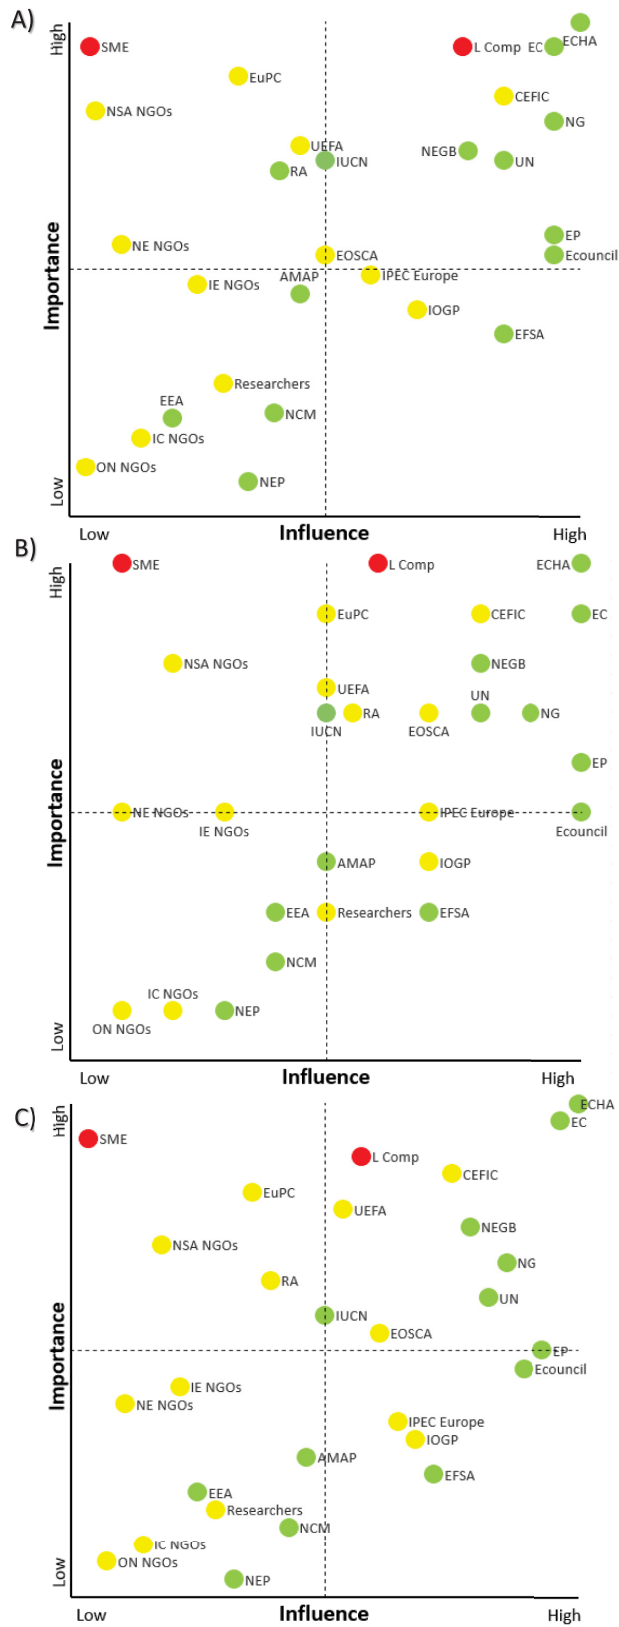 A)
High
ECHA
SME
L Comp
EC
EuPC
CEFIC
NSA NGOs
NG
UEFA
NEGB
IUCN
UN
RA
EP
NE NGOs
EOSCA
Ecouncil
AMAP
IPEC Europe
IE NGOs
IOGP
EFSA
Importance
Researchers
EEA
NCM
IC NGOs
ON NGOs
NEP
Low
Low
Influence
High
B)
High
SME
L Comp
ECHA
EuPC
CEFIC
EC
NSA NGOs
NEGB
UEFA
UN
RA
NG
IUCN
EOSCA
EP
NE NGOs
IPEC Europe
IE NGOs
Ecouncil
Importance
AMAP
IOGP
EEA
Researchers
EFSA
NCM
IC NGOs
NEP
ON NGOs
Low
Low
Influence
High
C)
High
ECHA
EC
SME
L Comp
CEFIC
EuPC
UEFA
NEGB
NSA NGOs
NG
RA
UN
IUCN
EOSCA
EP
Ecouncil
Importance
IE NGOs
NE NGOs
IPEC Europe
IOGP
AMAP
EFSA
EEA
Researchers
NCM
IC NGOs
ON NGOs
NEP
Low
Low
Influence
High